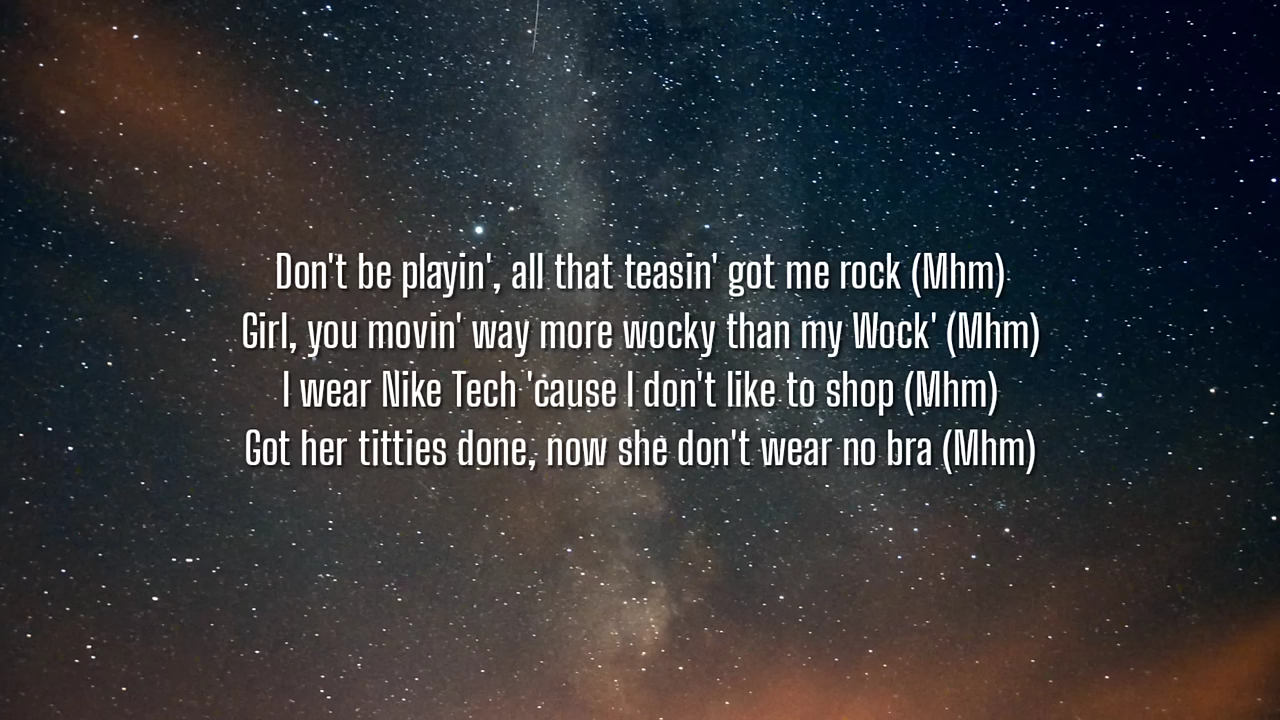 Don't be playin', all that teasin' got me rock (Mhm)
Girl, you movin' way more wocky than my Wock' (Mhm)
I wear Nike Tech 'cause I don't like to shop (Mhm)
Got her titties done, now she don't wear no bra (Mhm)